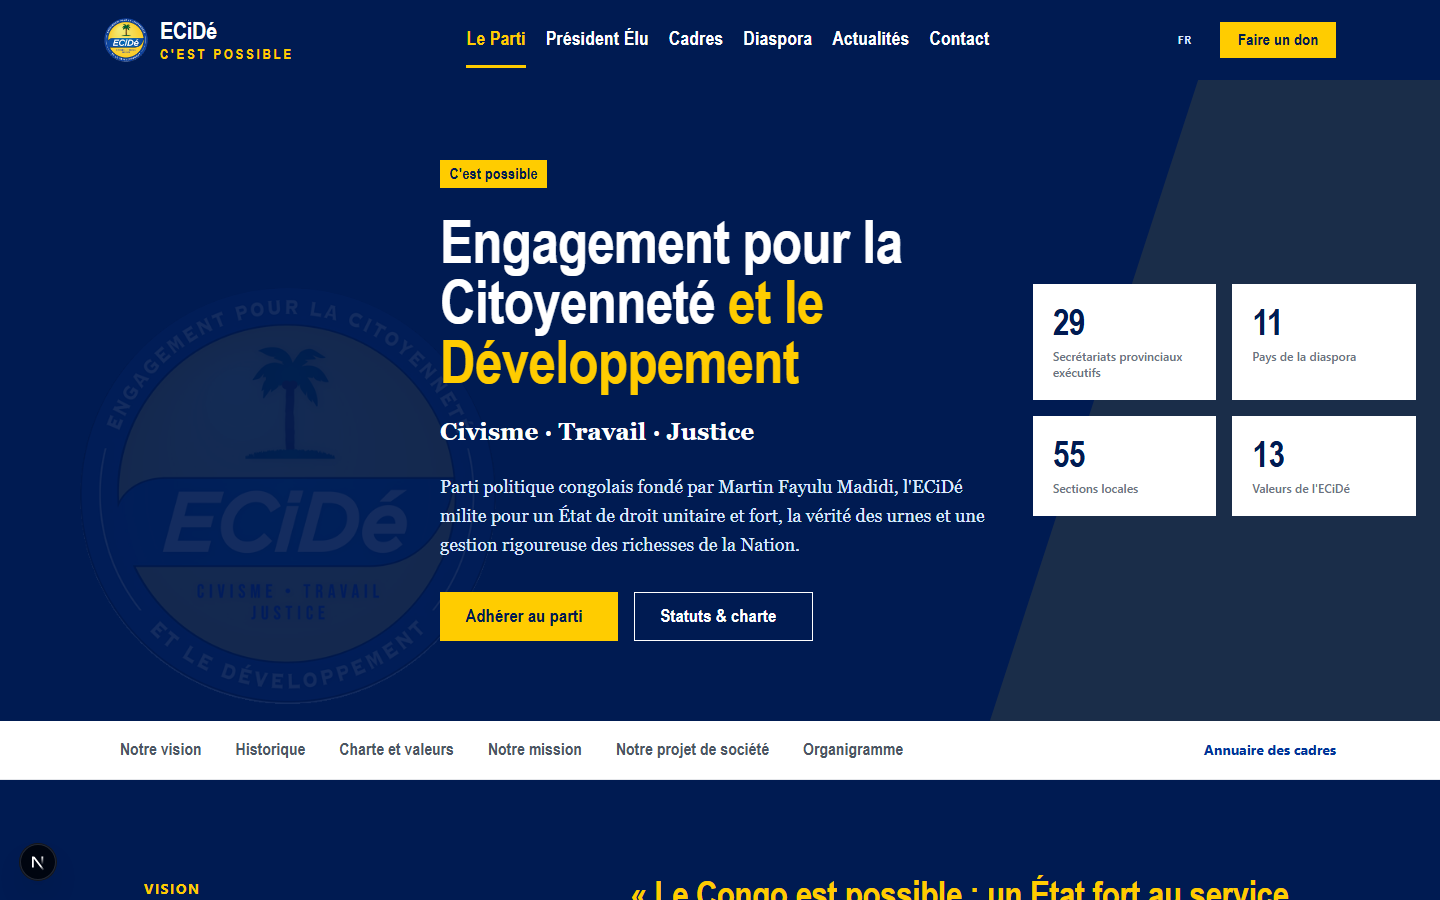 ECiDé
ECiDé
C'EST POSSIBLE
Le Parti
Président Élu
Cadres
Diaspora
Actualités
Contact
FR
Faire un don
C'est possible
Engagement pour la
Citoyenneté et le
Développement
Civisme • Travail • Justice
Parti politique congolais fondé par Martin Fayulu Madidi, l'ECiDé
milite pour un État de droit unitaire et fort, la vérité des urnes et une
gestion rigoureuse des richesses de la Nation.
Adhérer au parti
Statuts & charte
ENGAGEMENT POUR LA CITOYENNETÉ
ECiDé
CIVISME • TRAVAIL
JUSTICE
ET LE DÉVELOPPEMENT
29
Secrétariats provinciaux
exécutifs
11
Pays de la diaspora
55
Sections locales
13
Valeurs de l'ECiDé
Notre vision
Historique
Charte et valeurs
Notre mission
Notre projet de société
Organigramme
Annuaire des cadres
N
VISION
« Le Congo est possible : un État fort au service